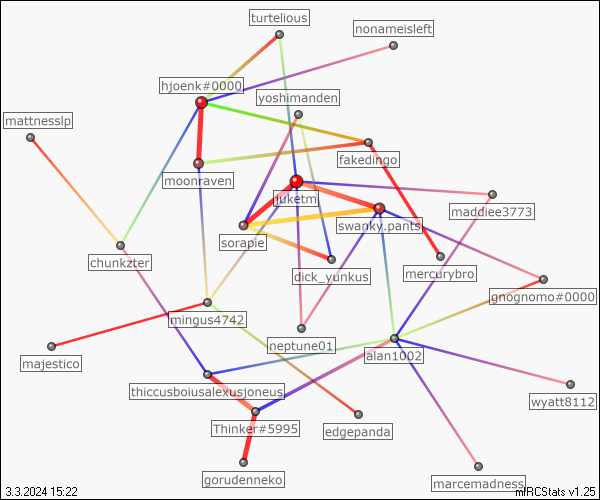 turtelious
nonameisleft
hjoenk#0000
yoshimanden
mattnesslp
fakedingo
moonraven
juketm
maddiee3773
swanky.pants
sorapie
chunkzter
dick_yunkus
mercurybro
gnognomo#0000
mingus4742
neptune01
alan1002
majestico
thiccusboiusalexusjoneus
wyatt8112
Thinker#5995
edgepanda
gorudenneko
marcemadness
3.3.2024 15:22
mIRCStats v1.25